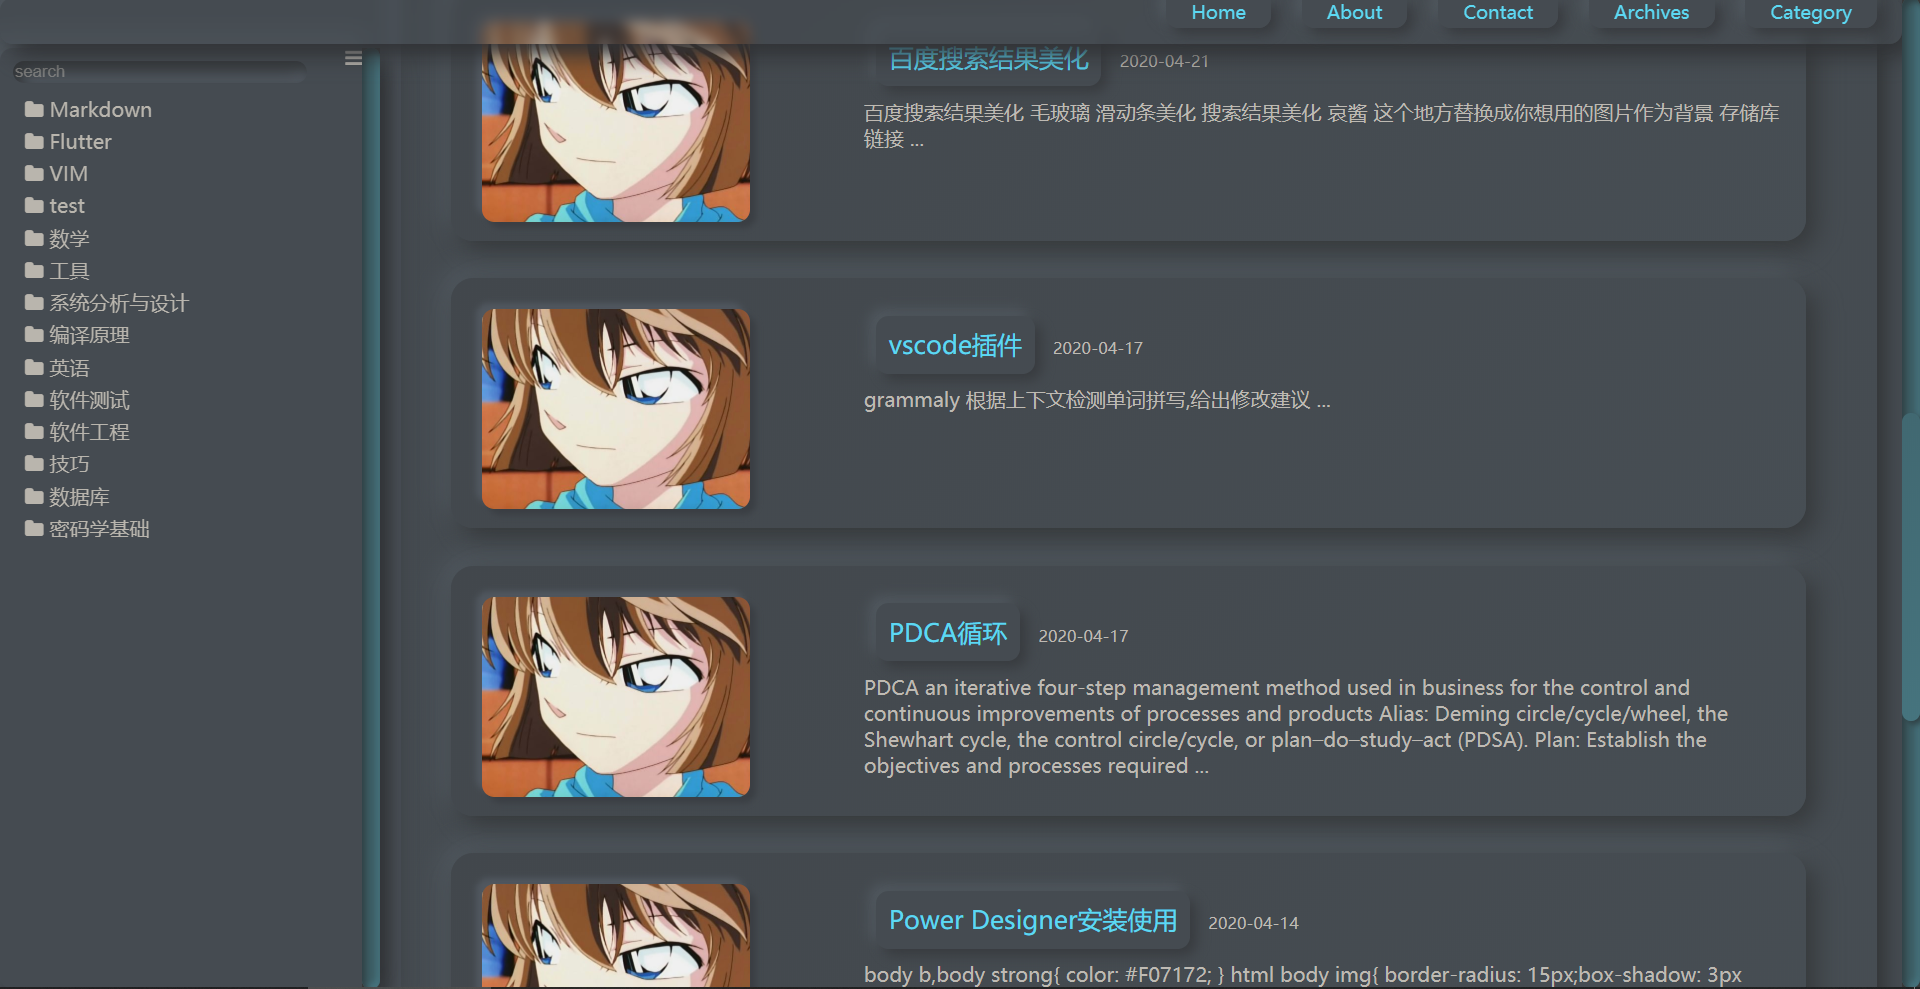 Home
About
Contact
Archives
Category
search
Markdown
Flutter
VIM
test
数学
工具
系统分析与设计
编译原理
英语
软件测试
软件工程
技巧
数据库
密码学基础
百度搜索结果美化
2020-04-21
百度搜索结果美化 毛玻璃 滑动条美化 搜索结果美化 哀酱 这个地方替换成你想用的图片作为背景 存储库
链接 ...
vscode插件
2020-04-17
grammaly 根据上下文检测单词拼写,给出修改建议 ...
PDCA循环
2020-04-17
PDCA an iterative four-step management method used in business for the control and
continuous improvements of processes and products Alias: Deming circle/cycle/wheel, the
Shewhart cycle, the control circle/cycle, or plan–do–study–act (PDSA). Plan: Establish the
objectives and processes required ...
Power Designer安装使用
2020-04-14
body b,body strong{ color: #F07172; } html body img{ border-radius: 15px;box-shadow: 3px